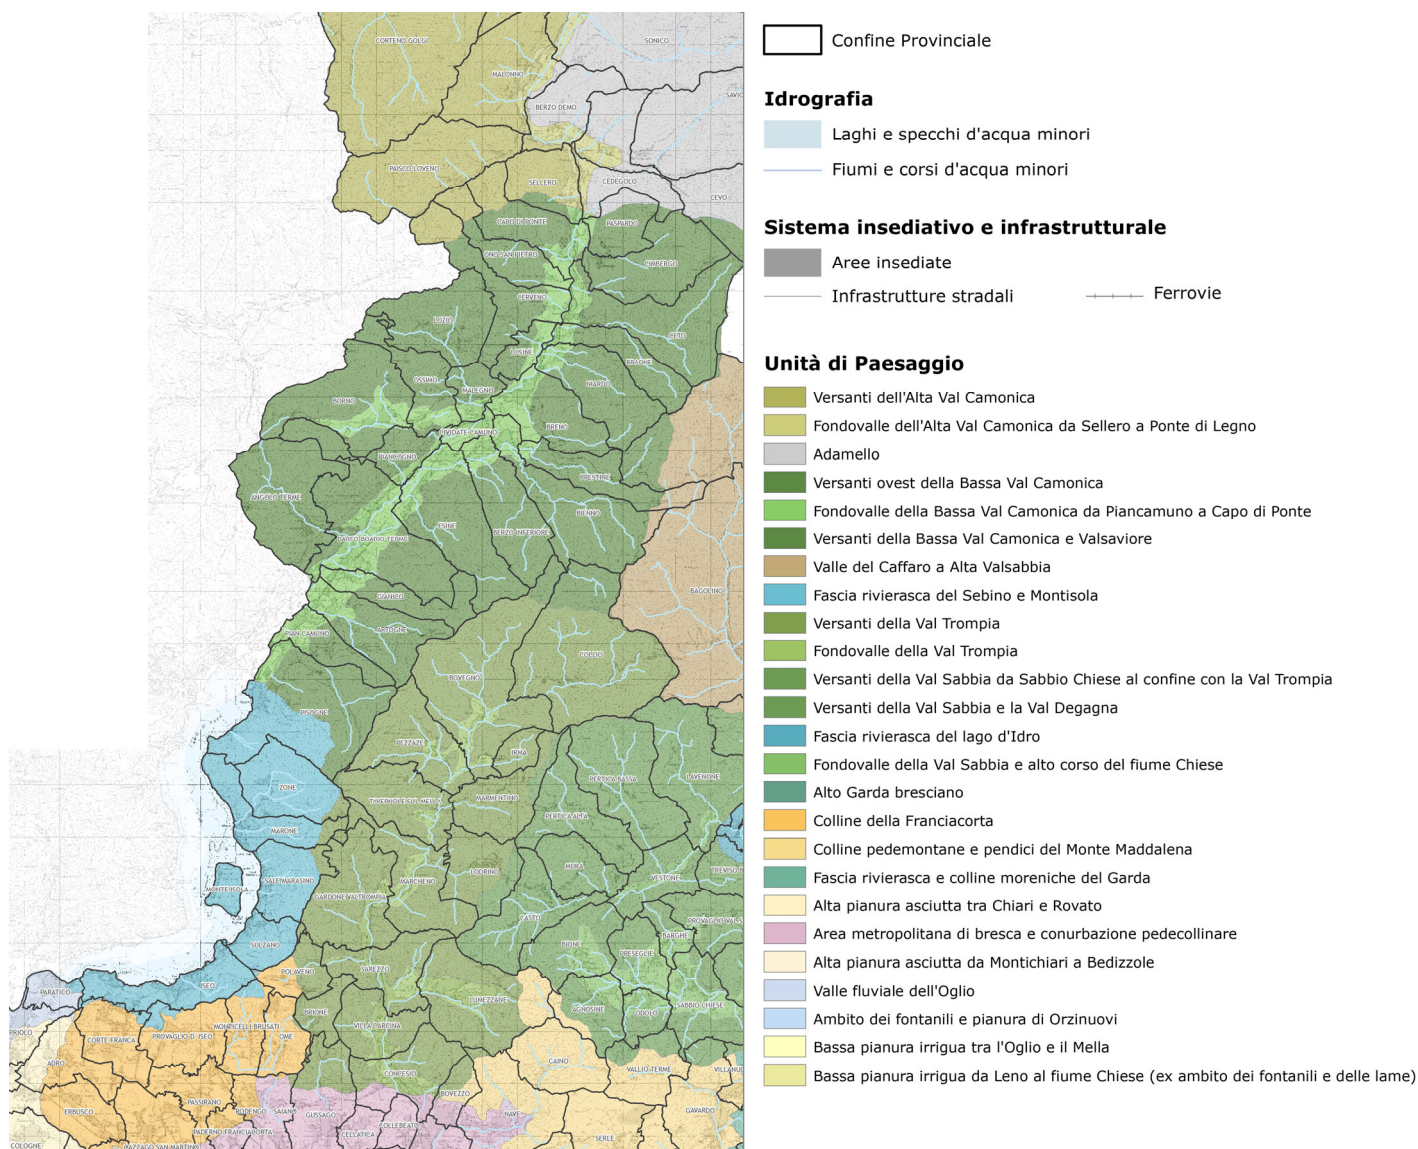 CORTENO GOLGI
SONICO
MALONNO
BERZO DEMO
PAISCO LOVENO
SELLERO
CEDEGOLO
CEVO
CAPO DI PONTE
PASPARDO
ONO SAN PIETRO
CIMBERGO
CERVENO
LOZIO
CETO
LOSINE
BRAONE
OSSIMO
NIARDO
MALEGNO
BORNO
BRENO
CIVIDATE CAMUNO
PIANCOGNO
PRESTINE
ANGOLO TERME
BIENNO
ESINE
BERZO INFERIORE
DARFO BOARIO TERME
BAGOLINO
GIANICO
ARTOGNE
PIAN CAMUNO
COLLIO
BOVEGNO
PISOGNE
PEZZAZE
IRMA
PERTICA BASSA
LAVENONE
ZONE
TAVERNOLE SUL MELLA
MARMENTINO
PERTICA ALTA
MARONE
MURA
LODRINO
VESTONE
SALE MARASINO
MARCHENO
MONTE ISOLA
GARDONE VALTROMPIA
CASTO
SULZANO
BIONE
BARGHE
PRESEGLIE
POLAVENO
SAREZZO
ISEO
PARATICO
LUMEZZANE
AGNOSINE
ODOLO
SABBIO CHIESE
BRIONE
VILLA CARCINA
MONTICELLI BRUSATI
OME
PROVAGLIO D' ISEO
CORTE FRANCA
CAINO
ADRO
VALLIO TERME
CONCESIO
BOVEZZO
PASSIRANO
ERBUSCO
RODENGO - SAIANO
GUSSAGO
NAVE
GAVARDO
COLLEBEATO
PADERNO FRANCIACORTA
CELLATICA
SERLE
COLOGNE
CAZZAGO SAN MARTINO
Confine Provinciale
Idrografia
Laghi e specchi d'acqua minori
Fiumi e corsi d'acqua minori
Sistema insediativo e infrastrutturale
Aree insediate
Infrastrutture stradali
Ferrovie
Unità di Paesaggio
Versanti dell'Alta Val Camonica
Fondovalle dell'Alta Val Camonica da Sellero a Ponte di Legno
Adamello
Versanti ovest della Bassa Val Camonica
Fondovalle della Bassa Val Camonica da Piancamuno a Capo di Ponte
Versanti della Bassa Val Camonica e Valsaviore
Valle del Caffaro a Alta Valsabbia
Fascia rivierasca del Sebino e Montisola
Versanti della Val Trompia
Fondovalle della Val Trompia
Versanti della Val Sabbia da Sabbio Chiese al confine con la Val Trompia
Versanti della Val Sabbia e la Val Degagna
Fascia rivierasca del lago d'Idro
Fondovalle della Val Sabbia e alto corso del fiume Chiese
Alto Garda bresciano
Colline della Franciacorta
Colline pedemontane e pendici del Monte Maddalena
Fascia rivierasca e colline moreniche del Garda
Alta pianura asciutta tra Chiari e Rovato
Area metropolitana di bresca e conurbazione pedecollinare
Alta pianura asciutta da Montichiari a Bedizzole
Valle fluviale dell'Oglio
Ambito dei fontanili e pianura di Orzinuovi
Bassa pianura irrigua tra l'Oglio e il Mella
Bassa pianura irrigua da Leno al fiume Chiese (ex ambito dei fontanili e delle lame)